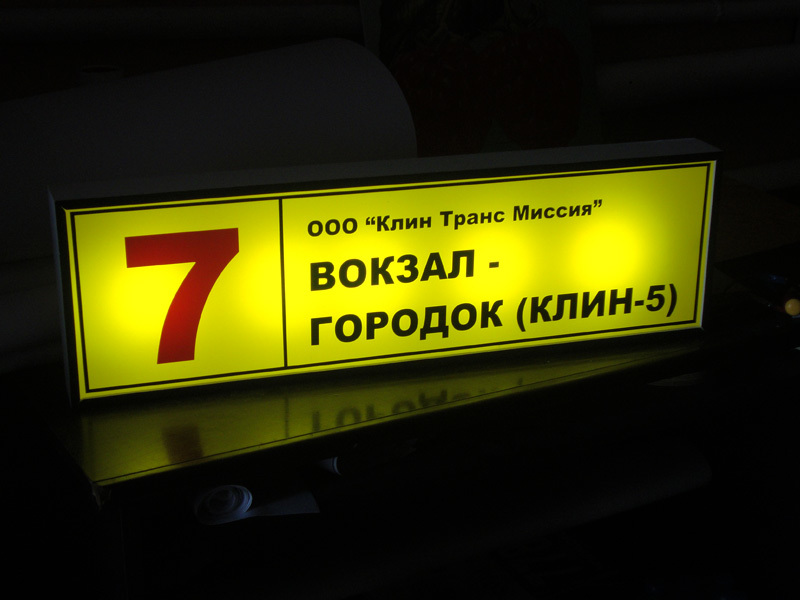 7
ООО “Клин Транс Миссия”
ВОКЗАЛ -
ГОРОДОК (КЛИН-5)